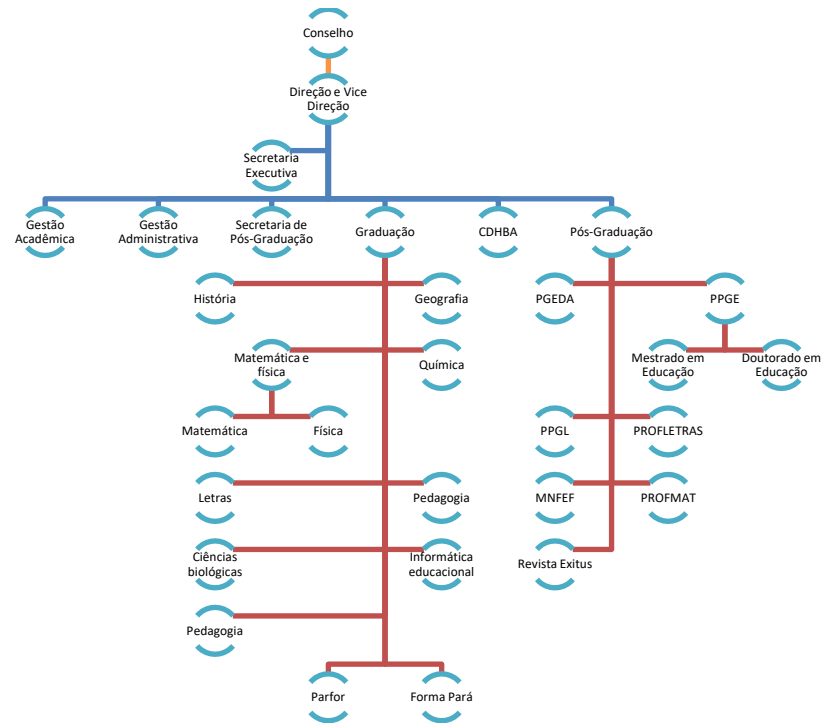 Conselho
Direção e Vice
Direção
Secretaria
Executiva
Gestão
Acadêmica
Gestão
Administrativa
Secretaria de
Pós-Graduação
Graduação
CDHBA
Pós-Graduação
História
Geografia
PGEDA
PPGE
Matemática e
física
Química
Mestrado em
Educação
Doutorado em
Educação
Matemática
Física
PPGL
PROFLETRAS
Letras
Pedagogia
MNFEF
PROFMAT
Ciências
biológicas
Informática
educacional
Revista Exitus
Pedagogia
Parfor
Forma Pará